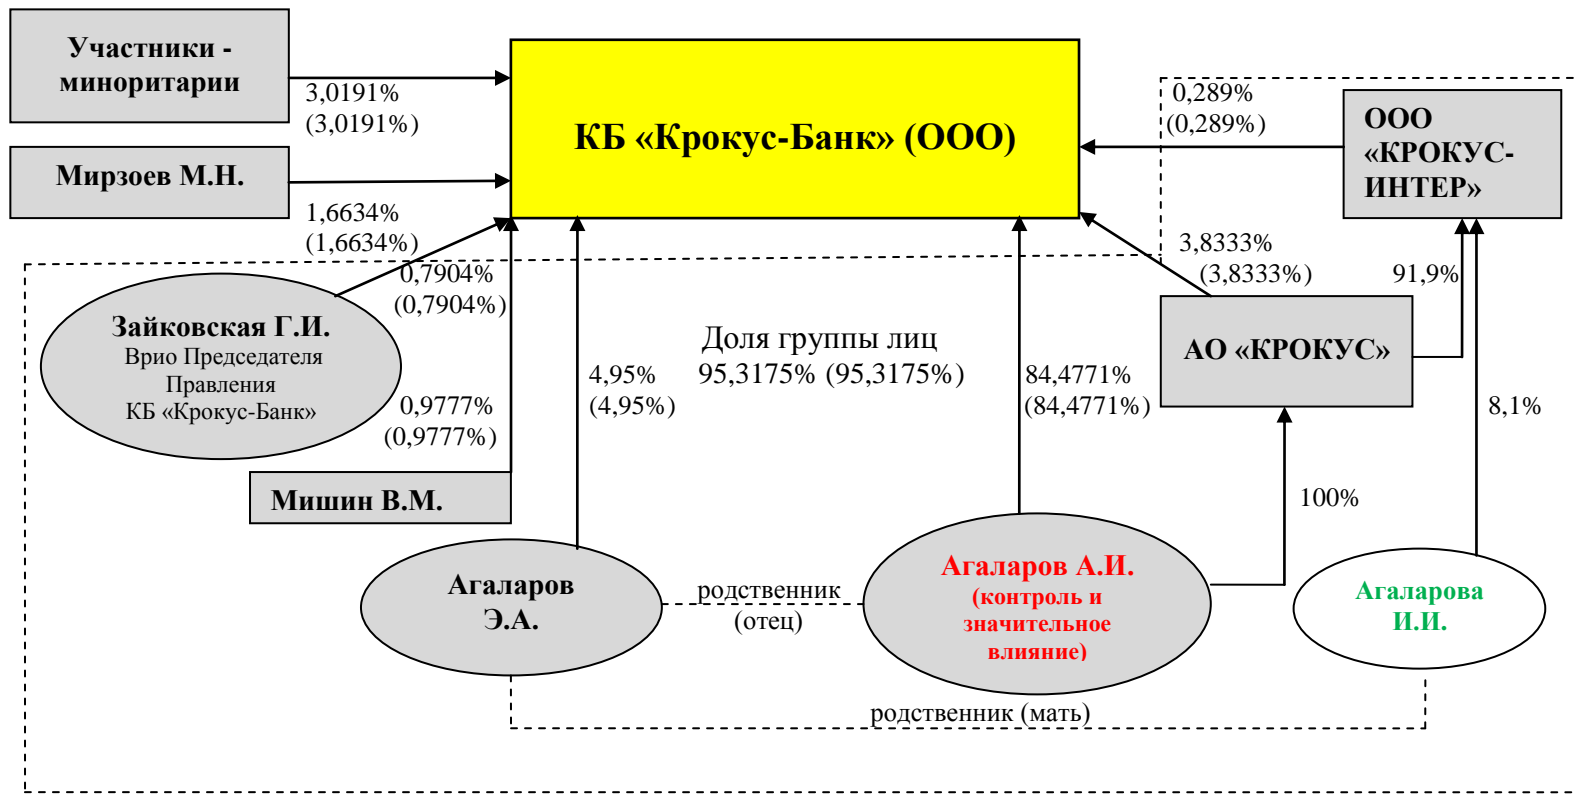 Участники -
миноритарии
3,0191%
(3,0191%)
КБ «Крокус-Банк» (ООО)
0,289%
(0,289%)
ООО
«КРОКУС-
ИНТЕР»
Мирзоев М.Н.
1,6634%
(1,6634%)
0,7904%
(0,7904%)
3,8333%
(3,8333%)
91,9%
Зайковская Г.И.
Врио Председателя
Правления
КБ «Крокус-Банк»
Доля группы лиц
95,3175% (95,3175%)
АО «КРОКУС»
4,95%
(4,95%)
84,4771%
(84,4771%)
0,9777%
(0,9777%)
8,1%
Мишин В.М.
100%
Агаларов
Э.А.
родственник
(отец)
Агаларов А.И.
(контроль и
значительное
влияние)
Агаларова
И.И.
родственник (мать)